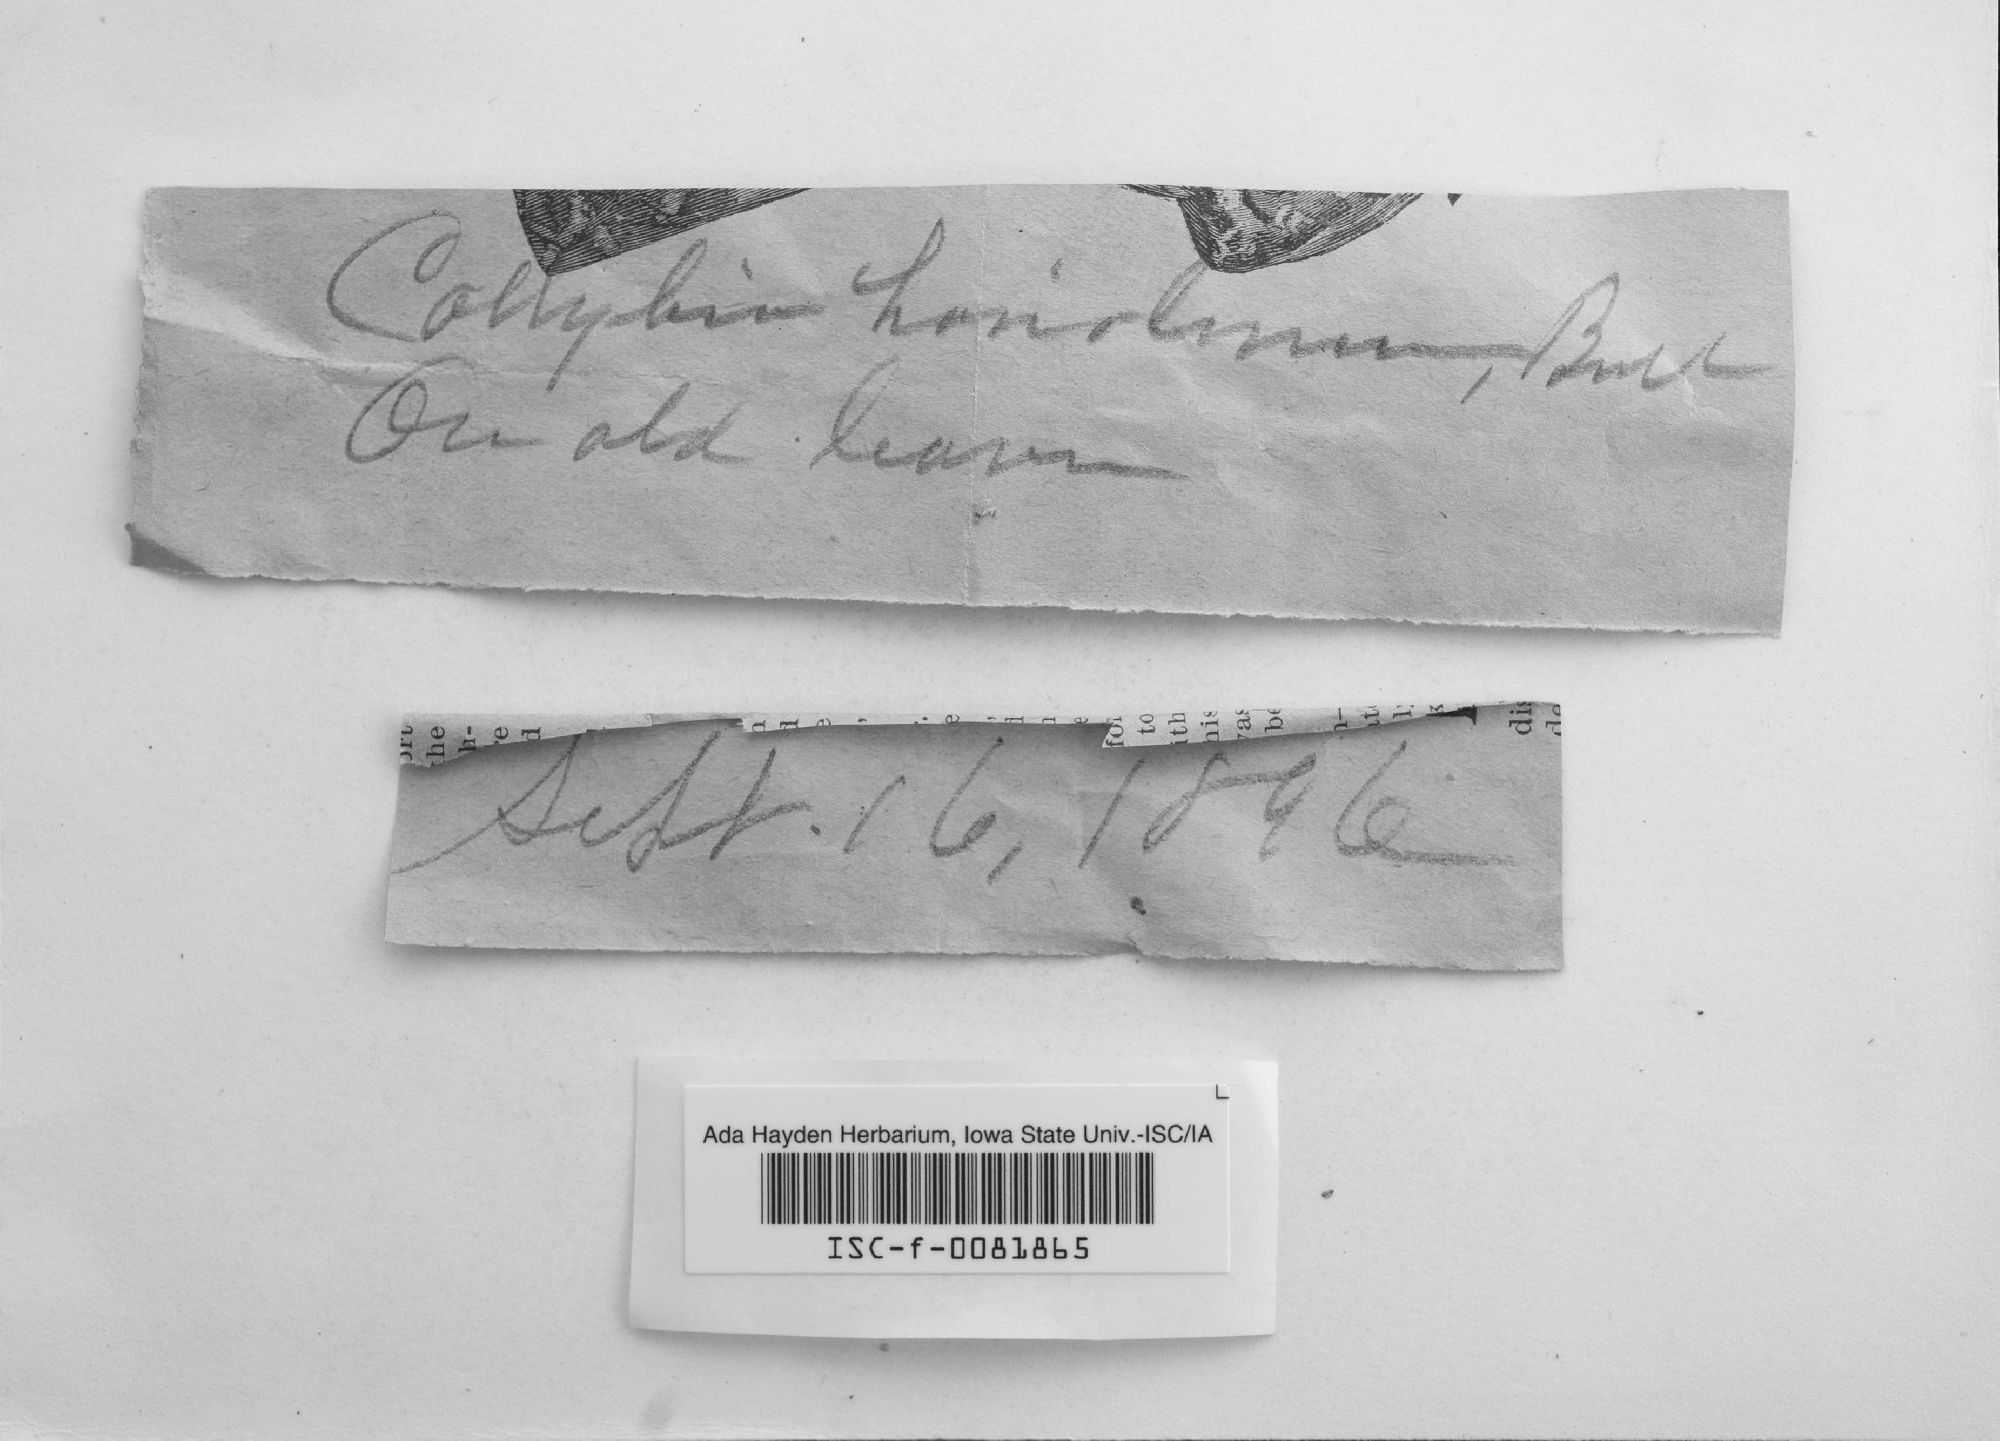 Collybia hariolorum, Bull
On old leaves
Sept. 16, 1896
Ada Hayden Herbarium, Iowa State Univ.-ISC/IA
ISC-f-0081865